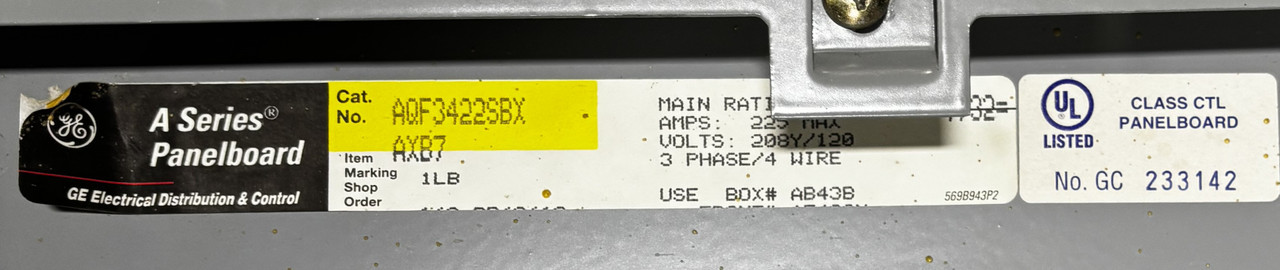 GE
A Series®
Panelboard
GE Electrical Distribution & Control
Cat.
No. AQF3422SBX
AXB7
Item
Marking 1LB
Shop
Order
MAIN
AMPS: 225 MAX
VOLTS: 208Y/120
3 PHASE/4 WIRE
USE BOX# AB43B
569B943P2
UL
LISTED
CLASS CTL
PANELBOARD
No. GC 233142